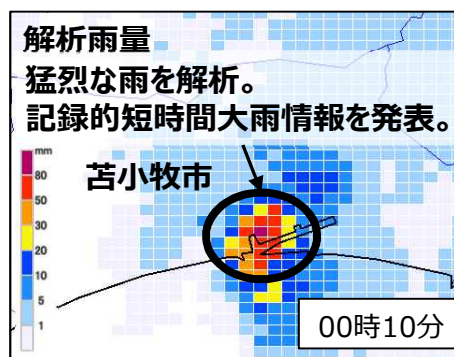 解析雨量
猛烈な雨を解析。
記録的短時間大雨情報を発表。
苫小牧市
mm
80
50
30
20
10
5
1
00時10分